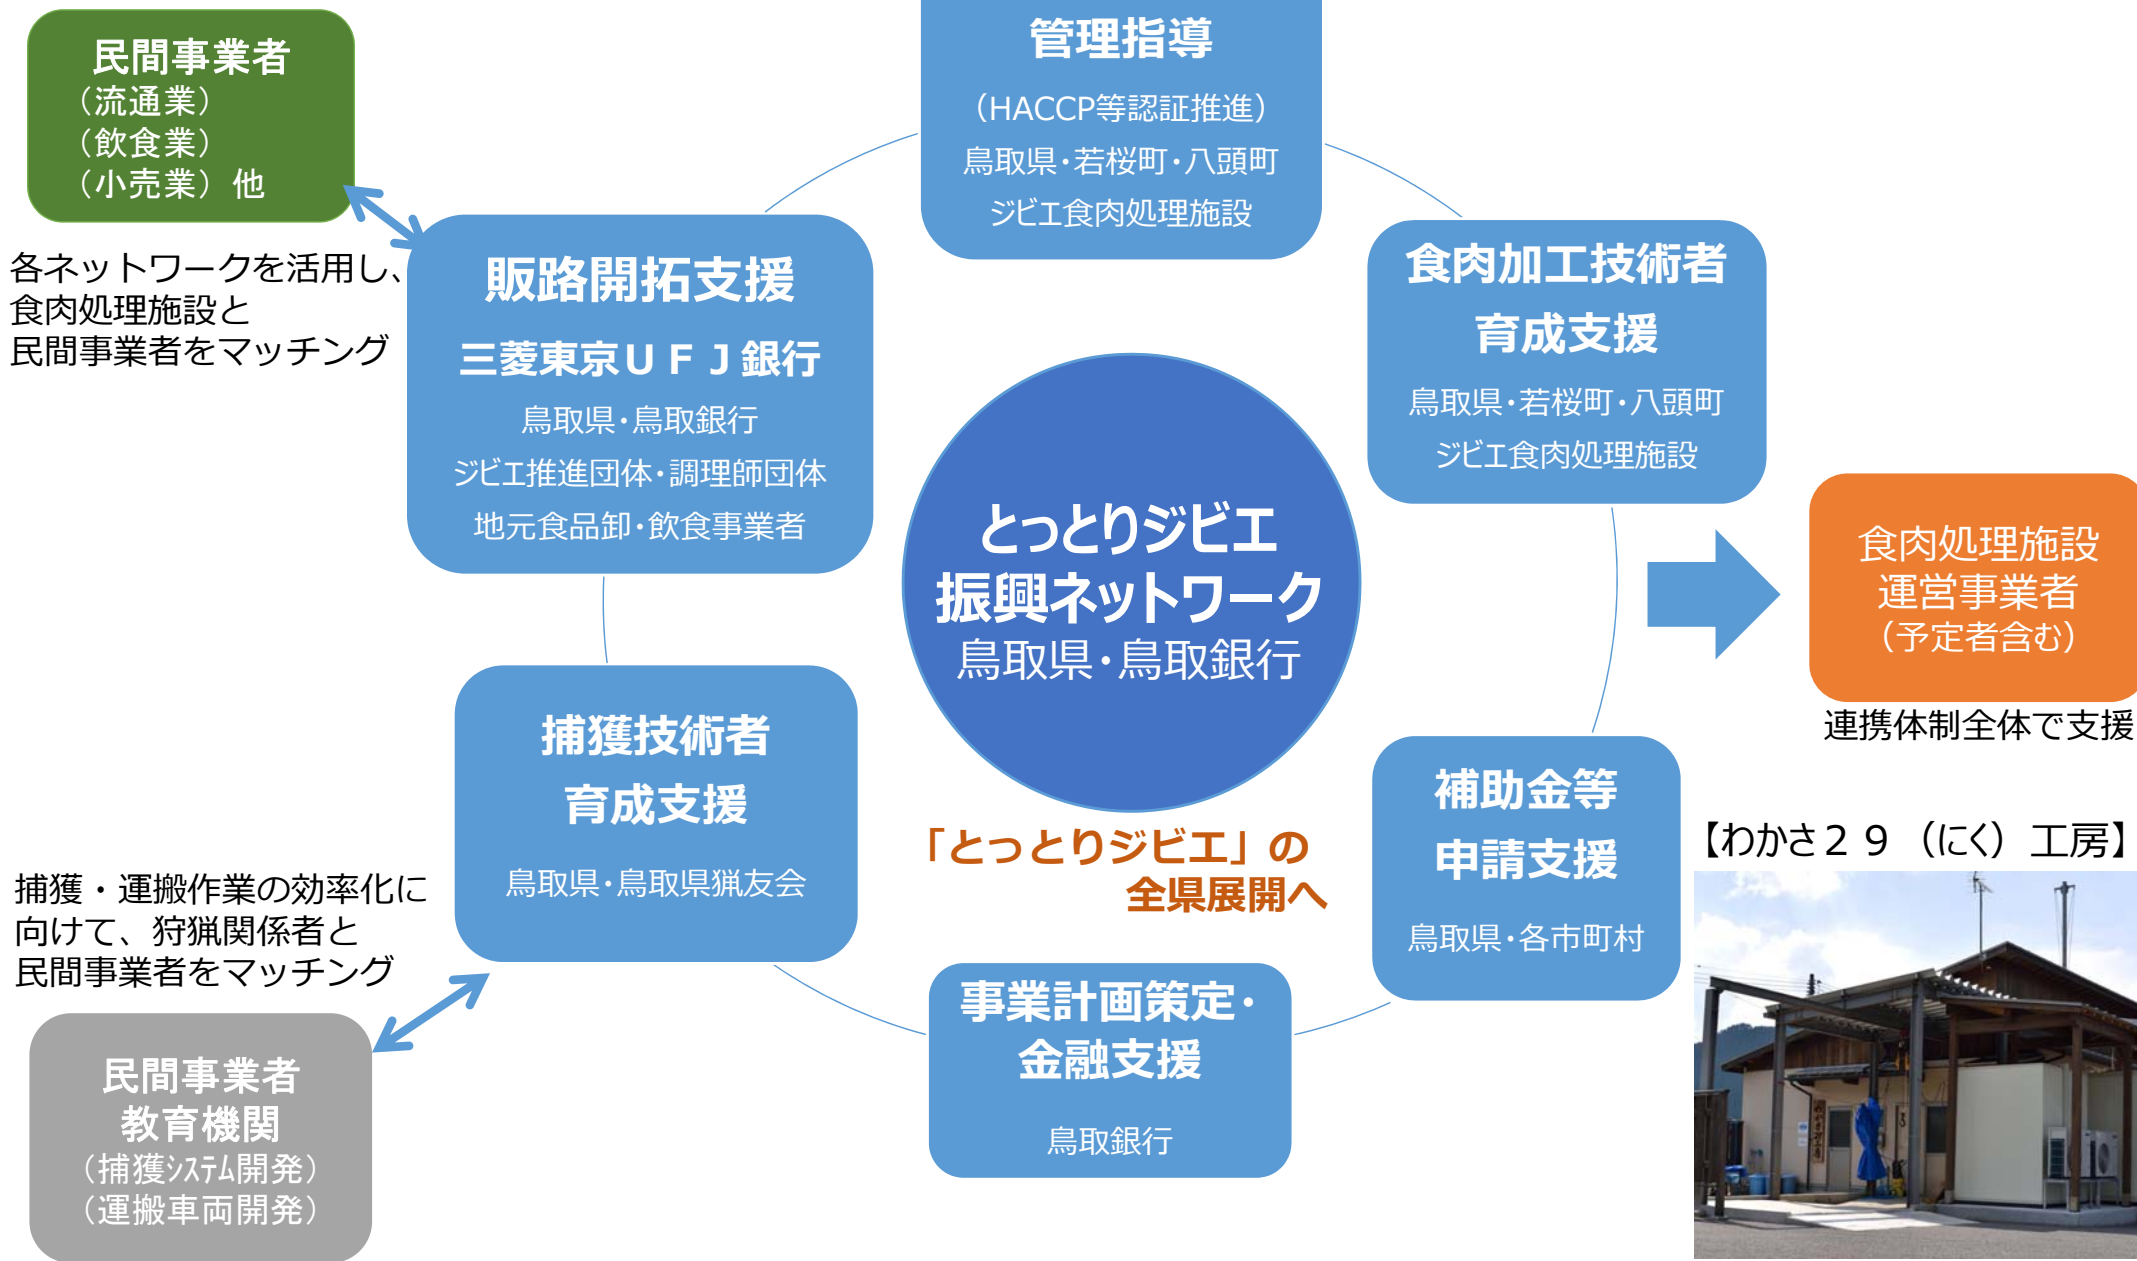 民間事業者
（流通業）
（飲食業）
（小売業）他
各ネットワークを活用し、
食肉処理施設と
民間事業者をマッチング
管理指導
（HACCP等認証推進）
鳥取県・若桜町・八頭町
ジビエ食肉処理施設
販路開拓支援
三菱東京ＵＦＪ銀行
鳥取県・鳥取銀行
ジビエ推進団体・調理師団体
地元食品卸・飲食事業者
食肉加工技術者
育成支援
鳥取県・若桜町・八頭町
ジビエ食肉処理施設
とっとりジビエ
振興ネットワーク
鳥取県・鳥取銀行
食肉処理施設
運営事業者
（予定者含む）
連携体制全体で支援
捕獲技術者
育成支援
鳥取県・鳥取県猟友会
「とっとりジビエ」の
全県展開へ
補助金等
申請支援
鳥取県・各市町村
捕獲・運搬作業の効率化に
向けて、狩猟関係者と
民間事業者をマッチング
民間事業者
教育機関
（捕獲ｼｽﾃﾑ開発）
（運搬車両開発）
事業計画策定・
金融支援
鳥取銀行
【わかさ２９（にく）工房】